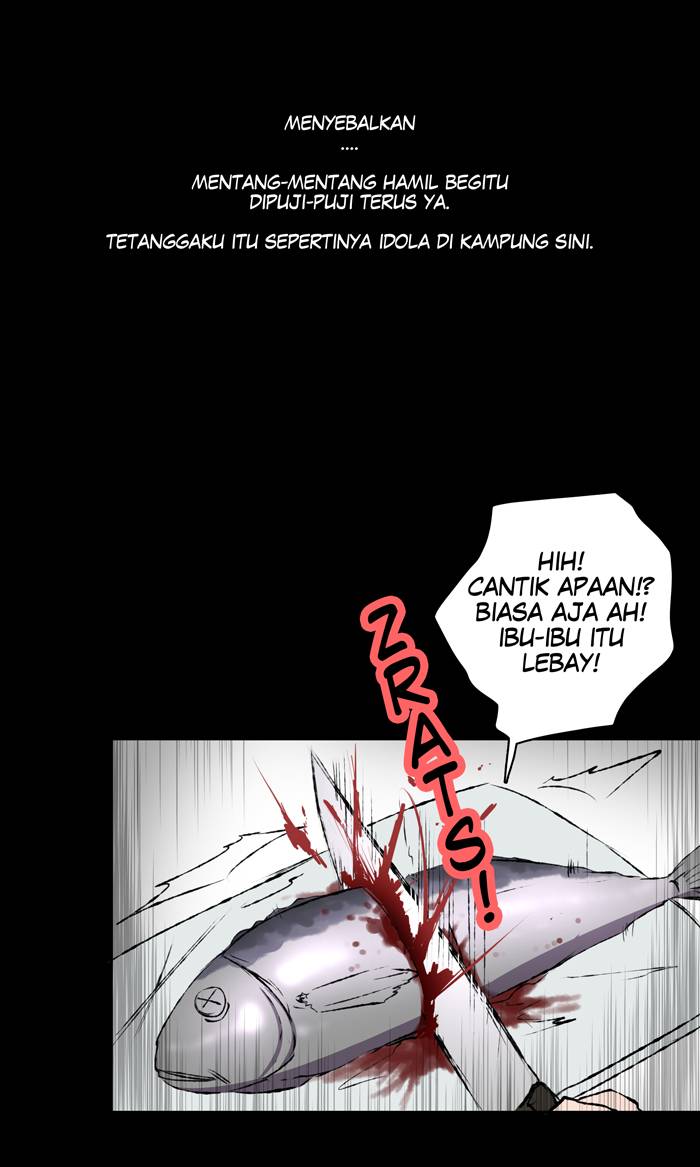 MENYEBALKAN
....
MENTANG-MENTANG HAMIL BEGITU
DIPUJI-PUJI TERUS YA.
TETANGGAKU ITU SEPERTINYA IDOLA DI KAMPUNG SINI.
HIH!
CANTIK APAAN!?
BIASA AJA AH!
IBU-IBU ITU
LEBAY!
ZRATS!